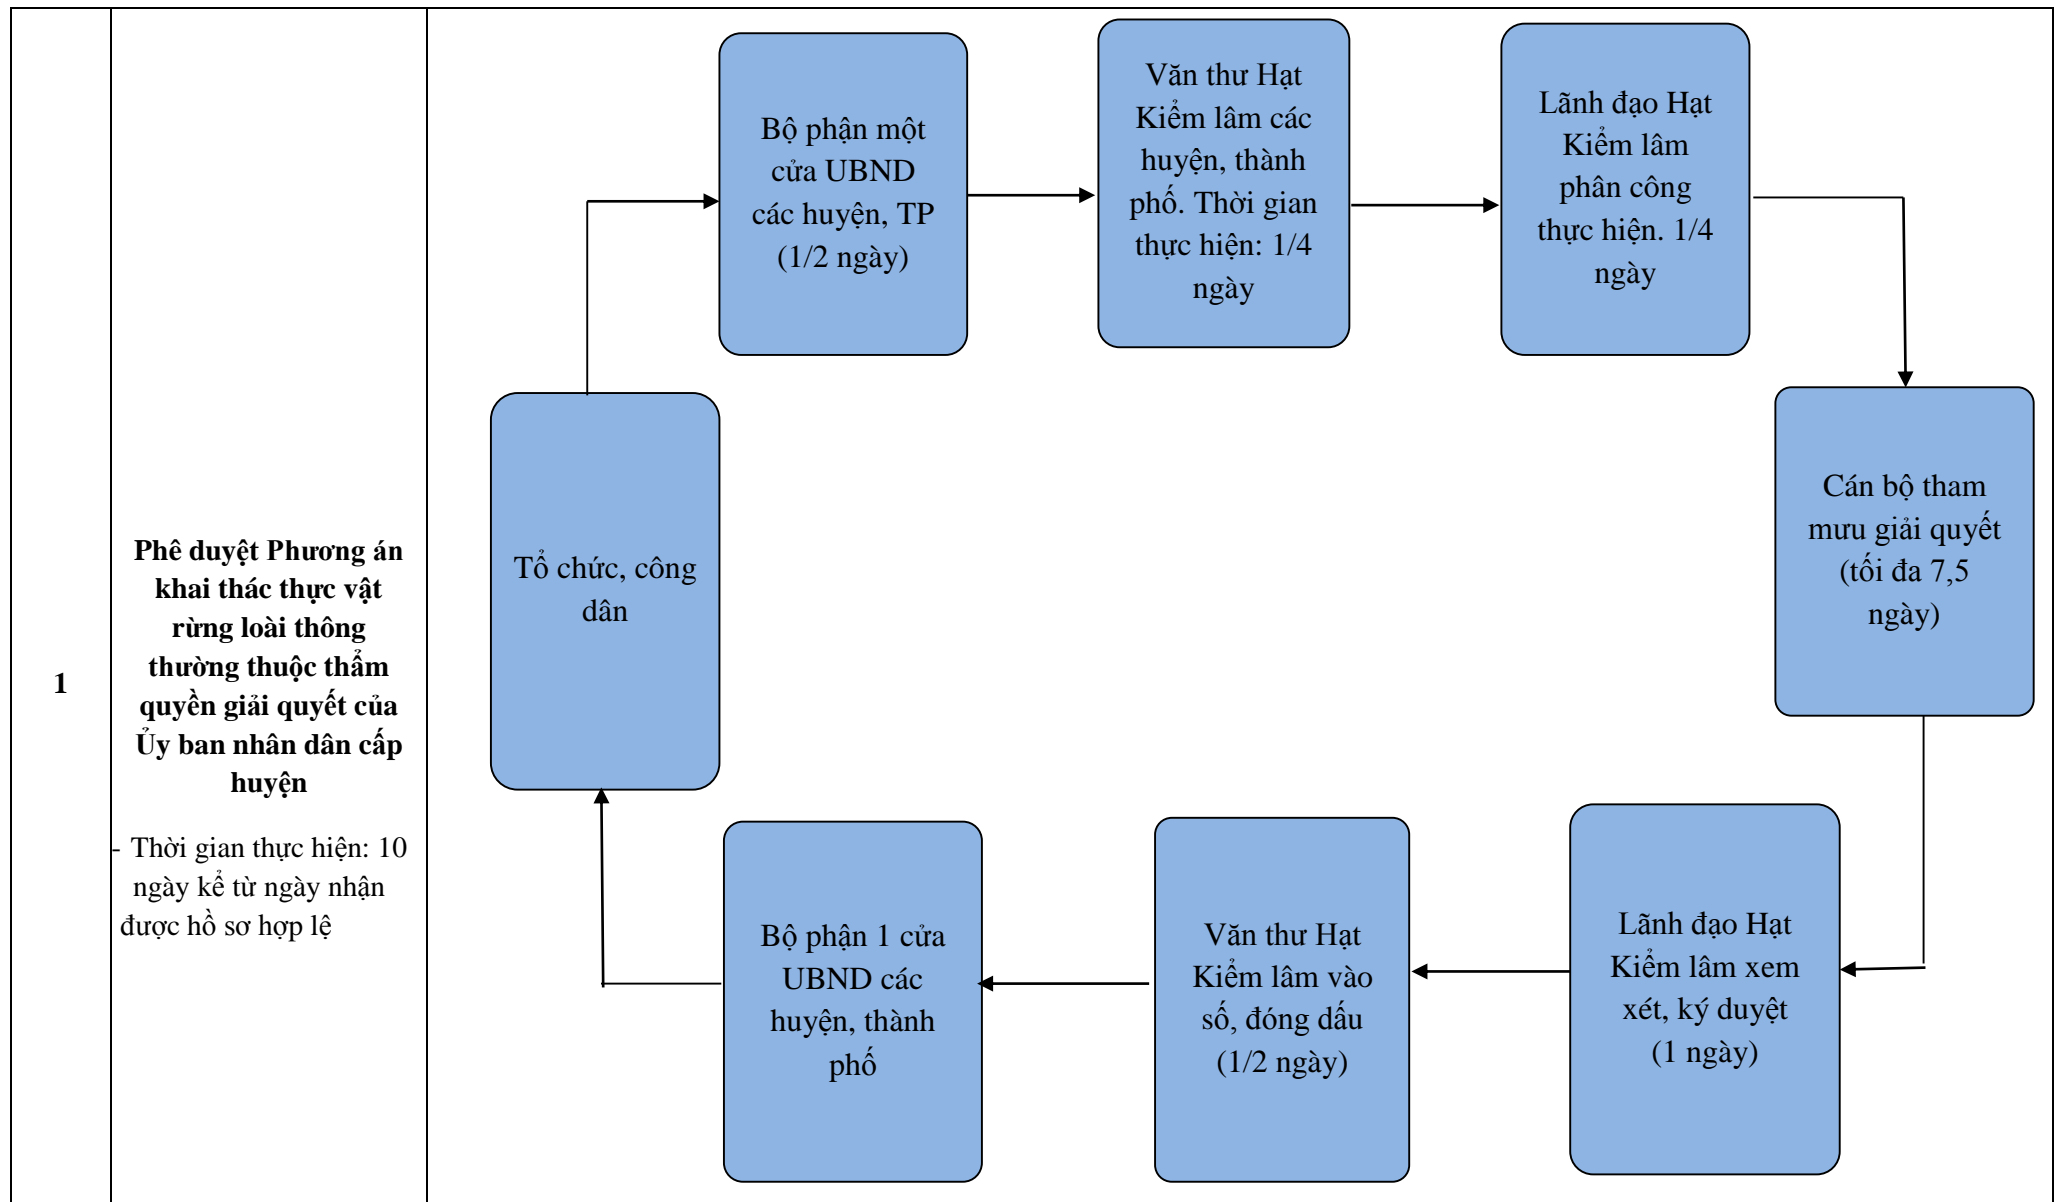 1
Phê duyệt Phương án
khai thác thực vật
rừng loài thông
thường thuộc thẩm
quyền giải quyết của
Ủy ban nhân dân cấp
huyện
- Thời gian thực hiện: 10
ngày kể từ ngày nhận
được hồ sơ hợp lệ
Tổ chức, công
dân
Bộ phận một
cửa UBND
các huyện, TP
(1/2 ngày)
Văn thư Hạt
Kiểm lâm các
huyện, thành
phố. Thời gian
thực hiện: 1/4
ngày
Lãnh đạo Hạt
Kiểm lâm
phân công
thực hiện. 1/4
ngày
Cán bộ tham
mưu giải quyết
(tối đa 7,5
ngày)
Lãnh đạo Hạt
Kiểm lâm xem
xét, ký duyệt
(1 ngày)
Văn thư Hạt
Kiểm lâm vào
số, đóng dấu
(1/2 ngày)
Bộ phận 1 cửa
UBND các
huyện, thành
phố